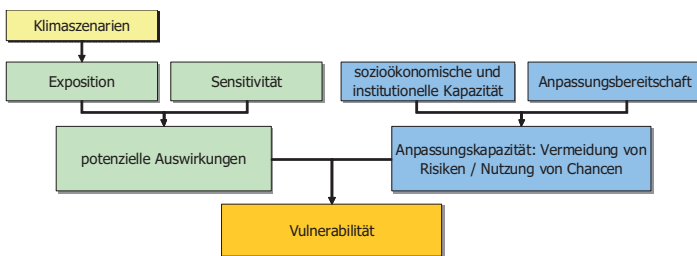 Klimaszenarien
Exposition
Sensitivität
sozioökonomische und
institutionelle Kapazität
Anpassungsbereitschaft
potenzielle Auswirkungen
Anpassungskapazität: Vermeidung von
Risiken / Nutzung von Chancen
Vulnerabilität